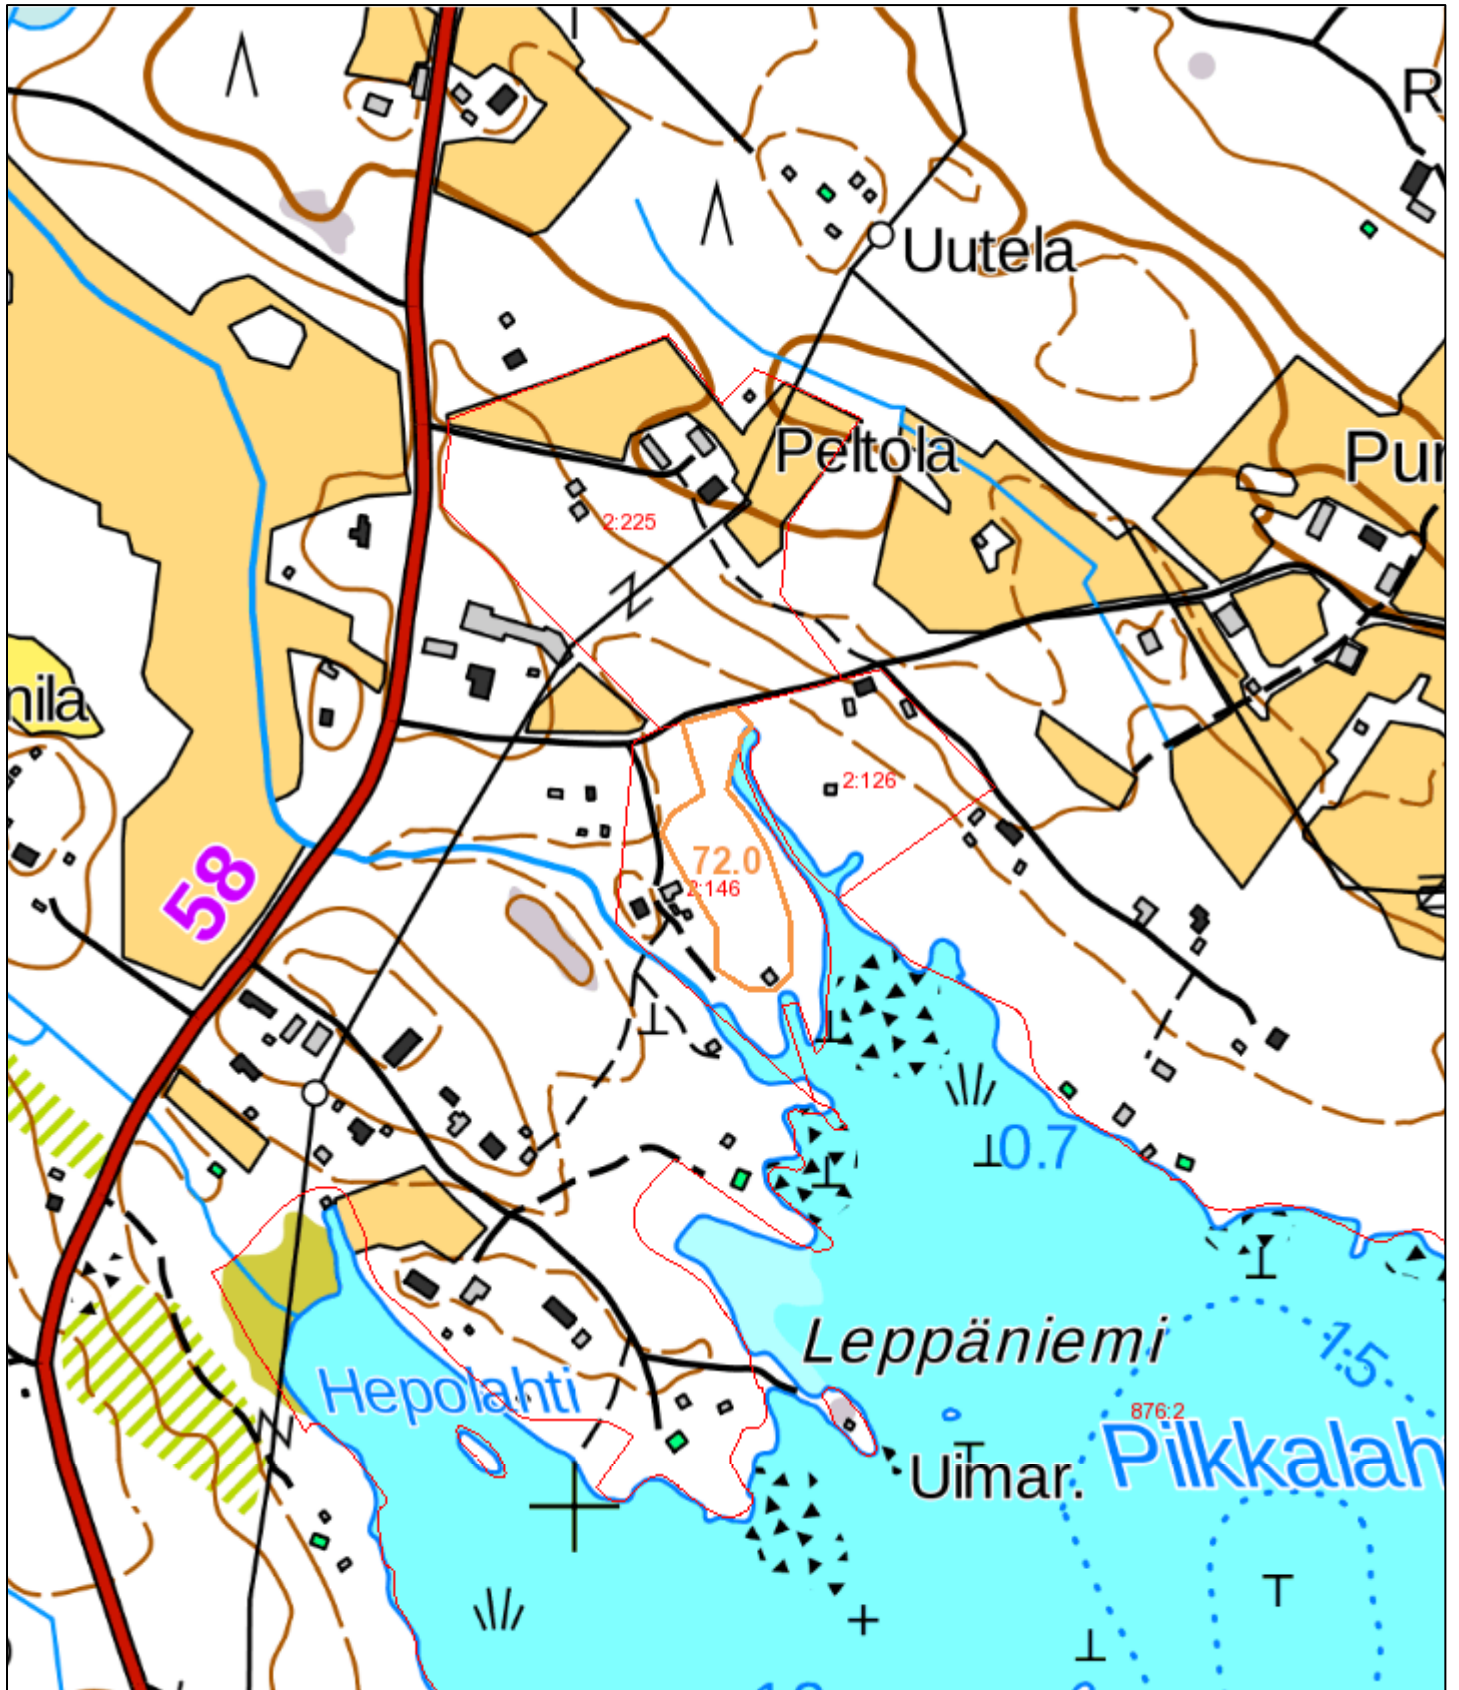 R
Uutela
Peltola
Pur
2:225
nila
2:126
72.0
2:146
58
0.7
Leppäniemi
1:5
Hepolahti
876:2
Pilkkalah
Uimar.